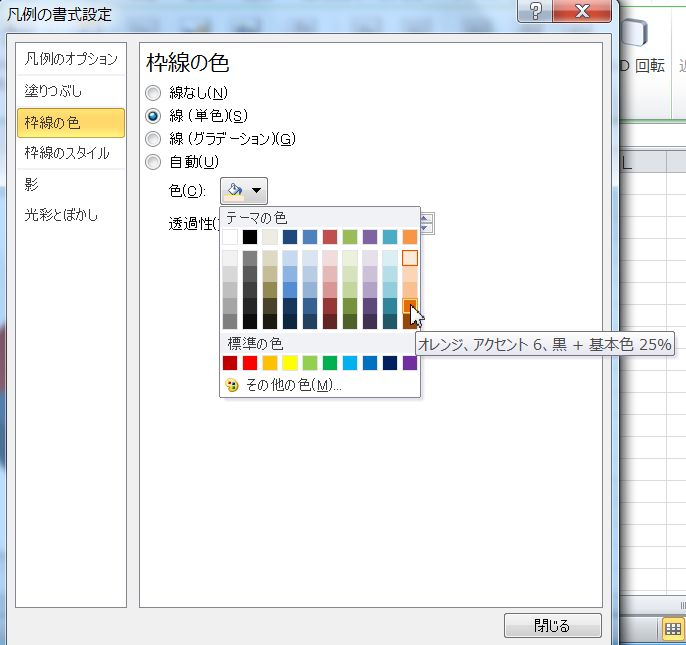 凡例の書式設定
?
X
D 回転
凡例のオプション
塗りつぶし
枠線の色
枠線のスタイル
影
光彩とぼかし
枠線の色
線なし(N)
線 (単色)(S)
線 (グラデーション)(G)
自動(U)
色(C):
透過性(
テーマの色
オレンジ、アクセント 6、黒 + 基本色 25%
標準の色
その他の色(M)...
L
閉じる